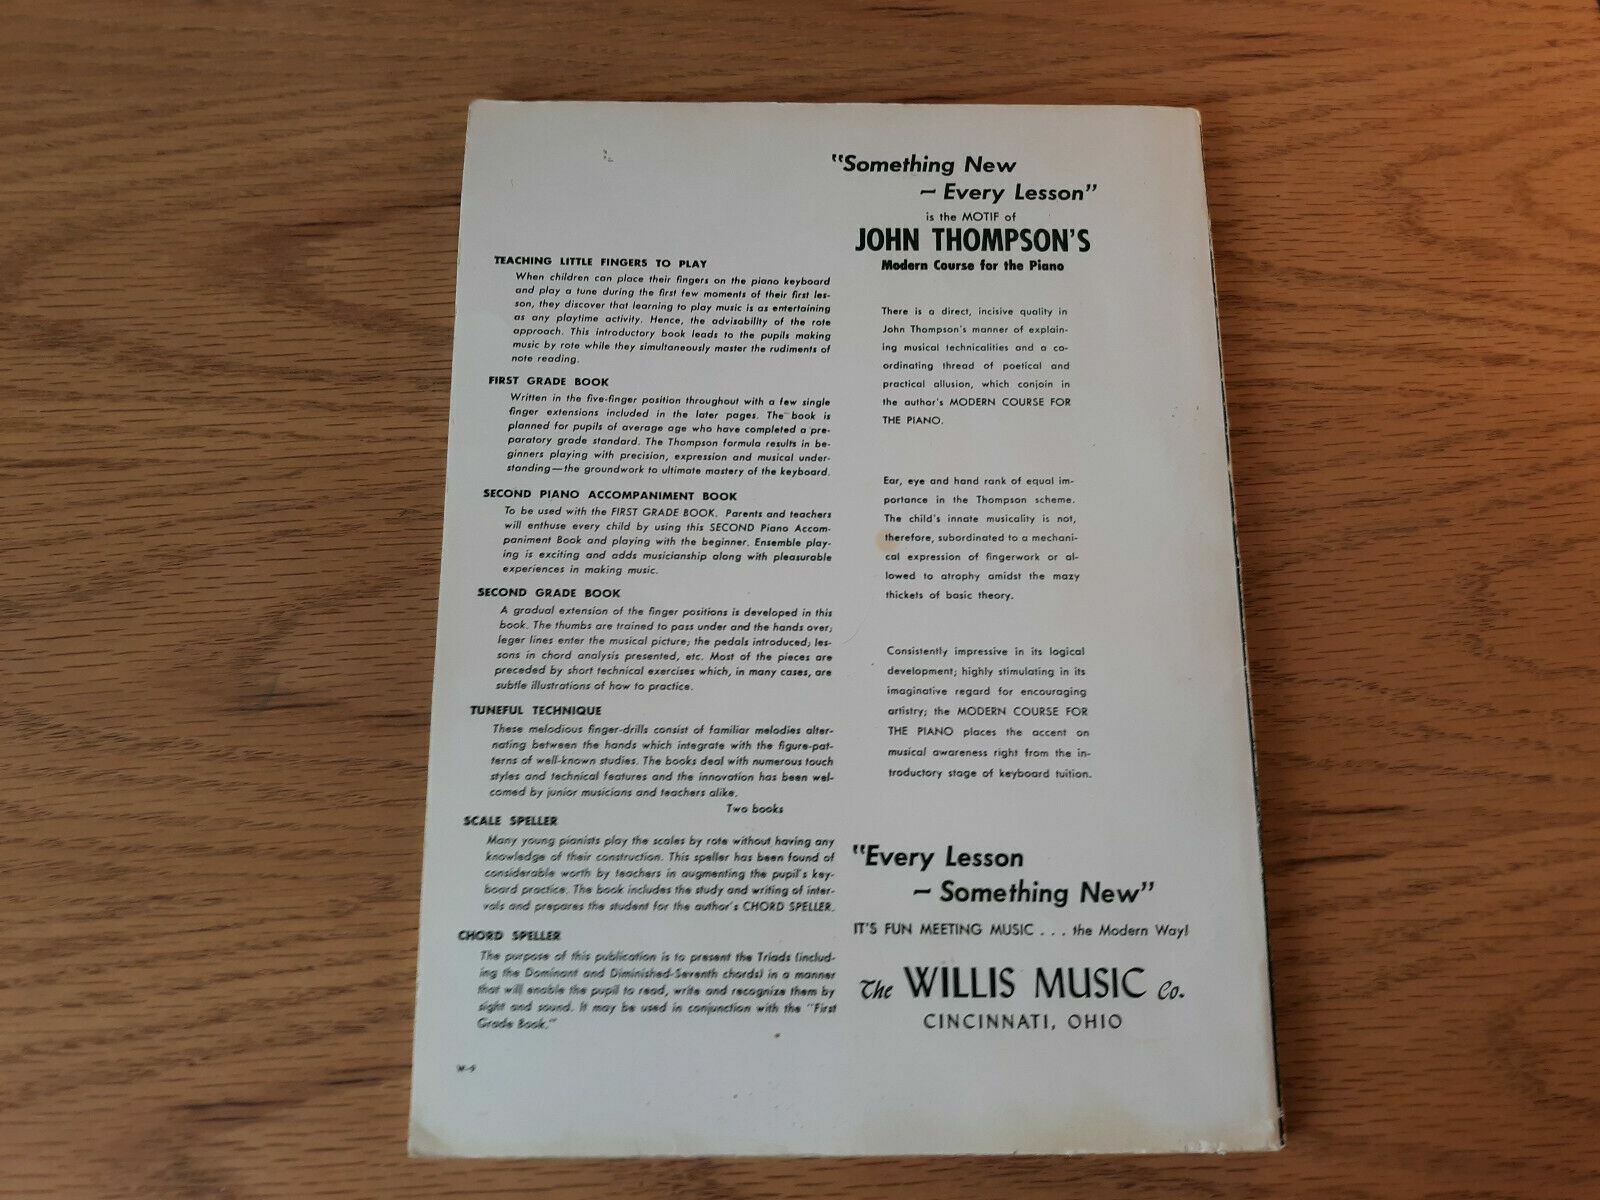 TEACHING LITTLE FINGERS TO PLAY
When children can place their fingers on the piano keyboard
and play a tune during the first few moments of their first les-
son, they discover that learning to play music is as entertaining
as any playtime activity. Hence, the advisability of the rote
approach. This introductory book leads to the pupils making
music by rote while they simultaneously master the rudiments of
note reading.
FIRST GRADE BOOK
Written in the five-finger position throughout with a few single
finger extensions included in the later pages. The book is
planned for pupils of average age who have completed a pre-
paratory grade standard. The Thompson formula results in be-
ginners playing with precision, expression and musical under-
standing—the groundwork to ultimate mastery of the keyboard.
SECOND PIANO ACCOMPANIMENT BOOK
To be used with the FIRST GRADE BOOK. Parents and teachers
will enthuse every child by using this SECOND Piano Accom-
paniment Book and playing with the beginner. Ensemble play-
ing is exciting and adds musicianship along with pleasurable
experiences in making music.
SECOND GRADE BOOK
A gradual extension of the finger positions is developed in this
book. The thumbs are trained to pass under and the hands over;
leger lines enter the musical picture; the pedals introduced; les-
sons in chord analysis presented, etc. Most of the pieces are
preceded by short technical exercises which, in many cases, are
subtle illustrations of how to practice.
TUNEFUL TECHNIQUE
These melodious finger-drills consist of familiar melodies alter-
nating between the hands which integrate with the figure-pat-
terns of well-known studies. The books deal with numerous touch
styles and technical features and the innovation has been wel-
comed by junior musicians and teachers alike.
Two books
SCALE SPELLER
Many young pianists play the scales by rote without having any
knowledge of their construction. This speller has been found of
considerable worth by teachers in augmenting the pupil's key-
board practice. The book includes the study and writing of inter-
vals and prepares the student for the author's CHORD SPELLER.
CHORD SPELLER
The purpose of this publication is to present the Triads (includ-
ing the Dominant and Diminished-Seventh chords) in a manner
that will enable the pupil to read, write and recognize them by
sight and sound. It may be used in conjunction with the "First
Grade Book."
W-9
"Something New
— Every Lesson"
is the MOTIF of
JOHN THOMPSON'S
Modern Course for the Piano
There is a direct, incisive quality in
John Thompson's manner of explain-
ing musical technicalities and a co-
ordinating thread of poetical and
practical allusion, which conjoin in
the author's MODERN COURSE FOR
THE PIANO.
Ear, eye and hand rank of equal im-
portance in the Thompson scheme.
The child's innate musicality is not,
therefore, subordinated to a mechani-
cal expression of fingerwork or al-
lowed to atrophy amidst the mazy
thickets of basic theory.
Consistently impressive in its logical
development; highly stimulating in its
imaginative regard for encouraging
artistry; the MODERN COURSE FOR
THE PIANO places the accent on
musical awareness right from the in-
troductory stage of keyboard tuition.
"Every Lesson
— Something New"
IT'S FUN MEETING MUSIC . . . the Modern Way!
The WILLIS MUSIC Co.
CINCINNATI, OHIO